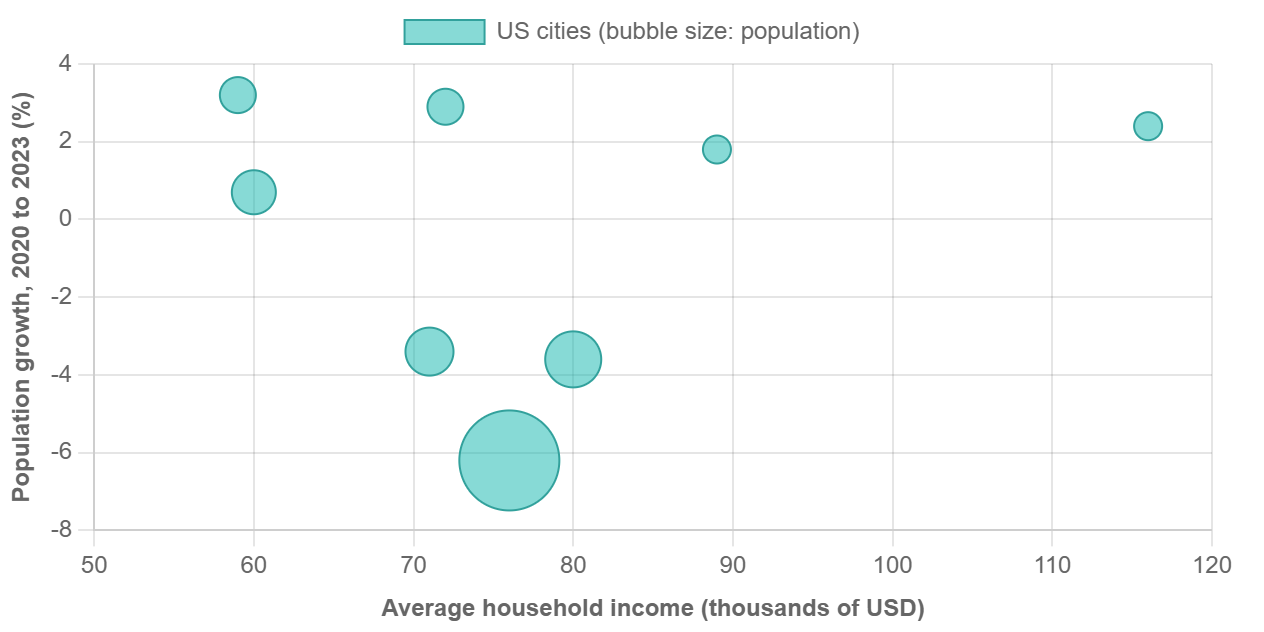 US cities (bubble size: population)
Population growth, 2020 to 2023 (%)
4
2
0
-2
-4
-6
-8
50 60 70 80 90 100 110 120
Average household income (thousands of USD)